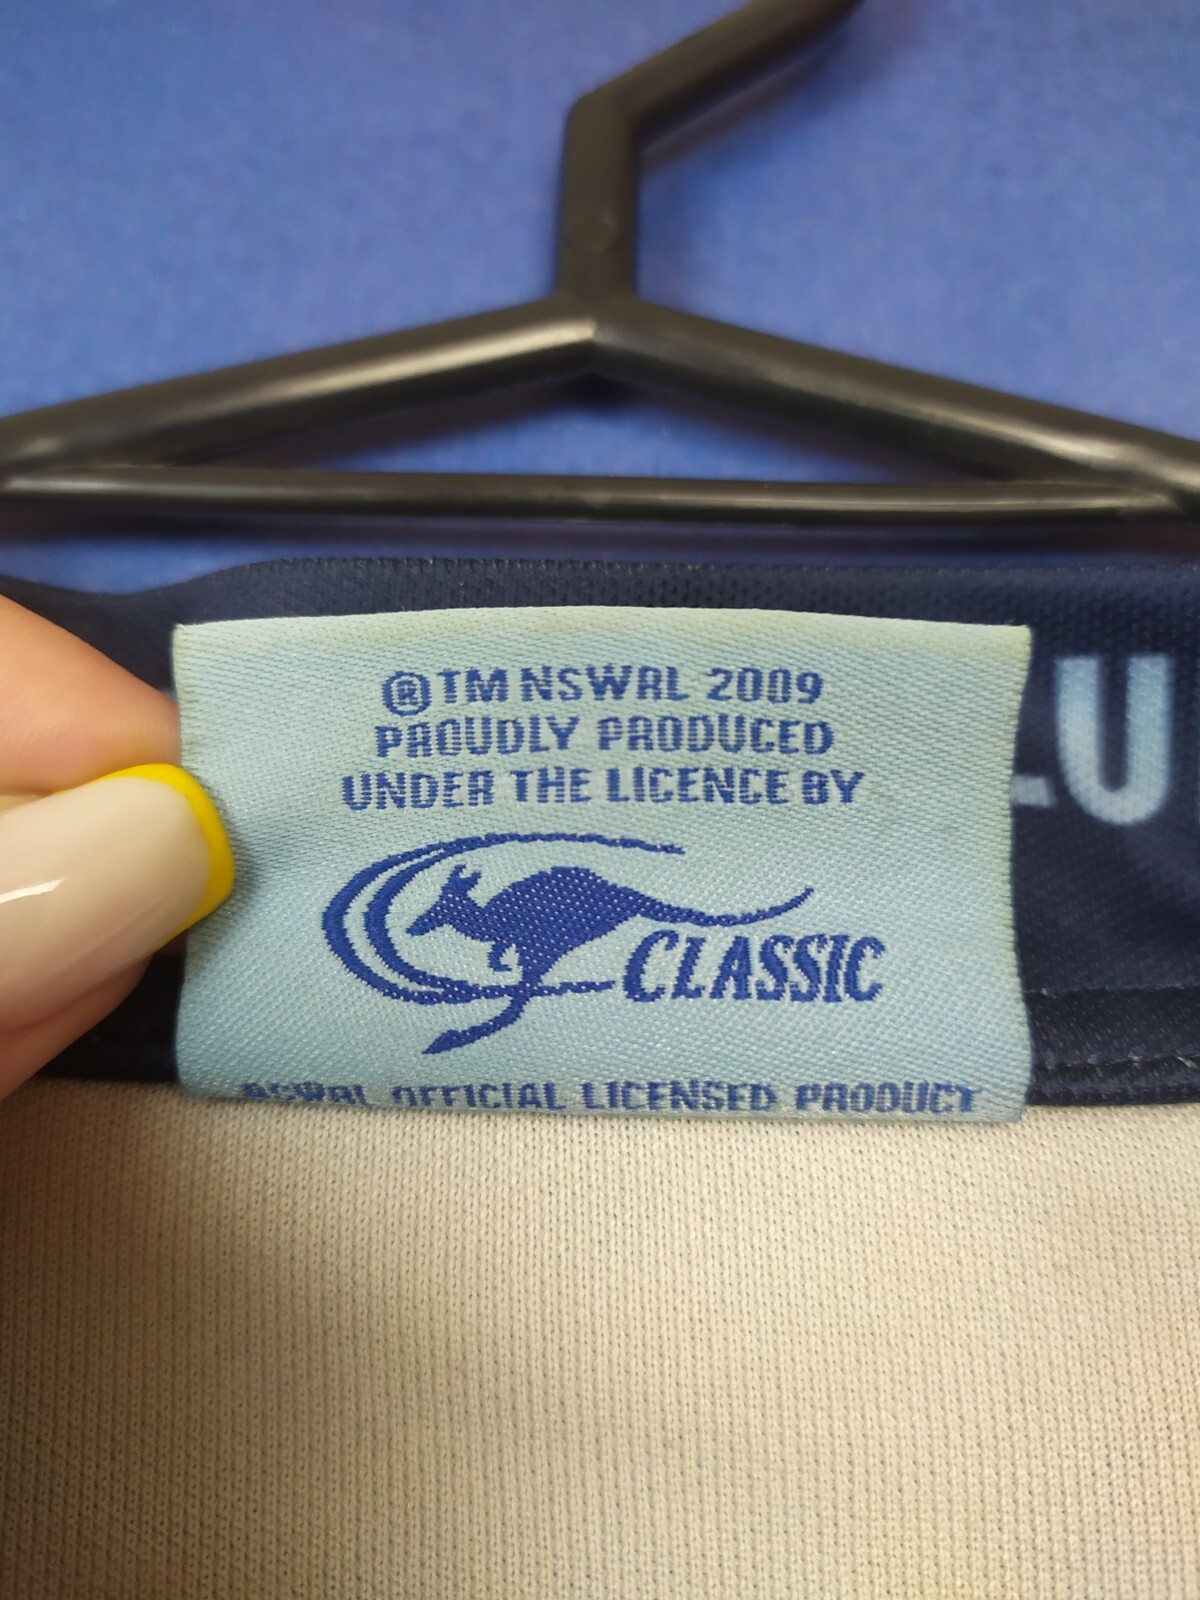 ®TM NSWRL 2009
PROUDLY PRODUCED
UNDER THE LICENCE BY
CLASSIC
OFFICIAL LICENSED PRODUCT